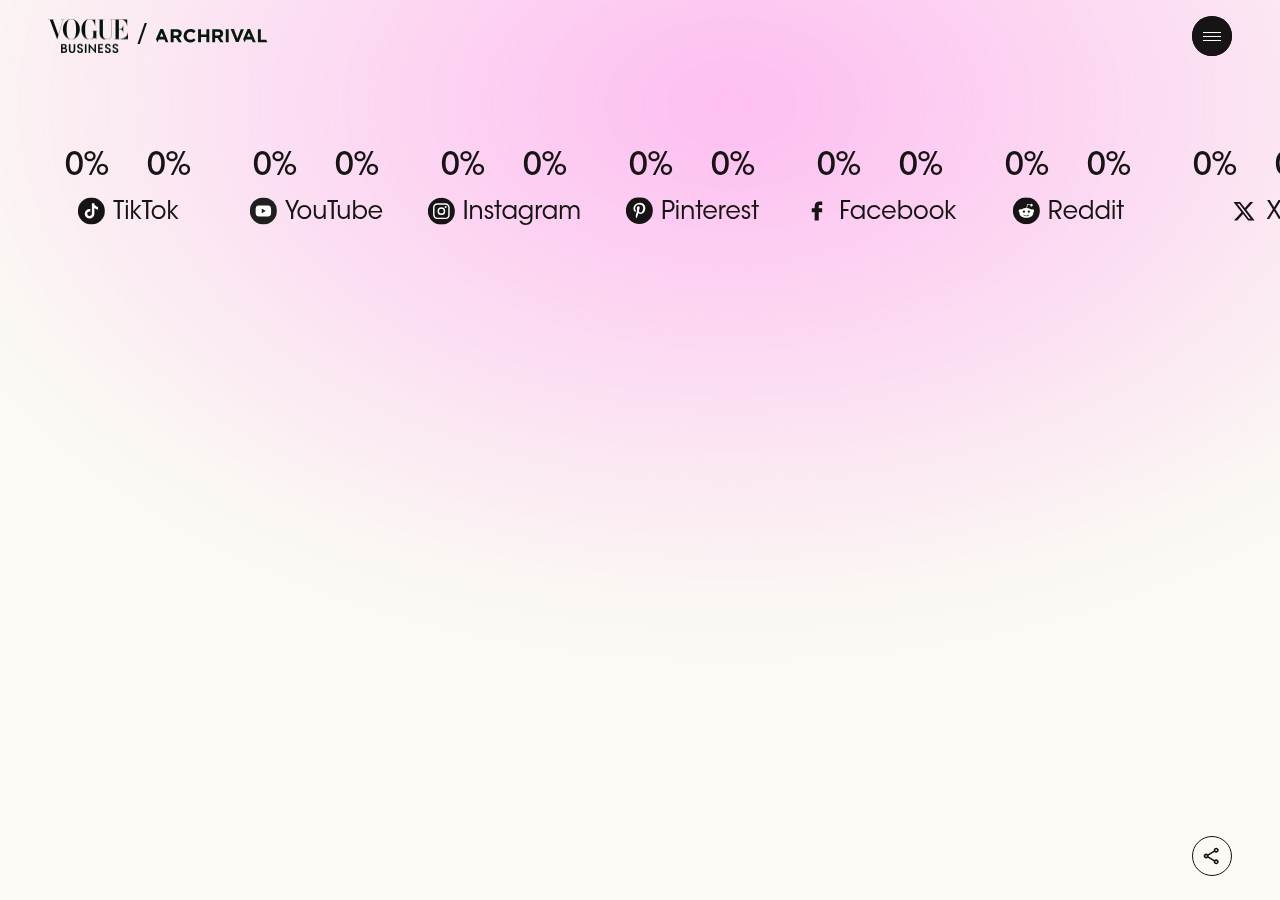 VOGUE
BUSINESS
/ ARCHRIVAL
0% 0% 0% 0% 0% 0% 0% 0% 0% 0% 0% 0% 0%
TikTok YouTube Instagram Pinterest Facebook Reddit X